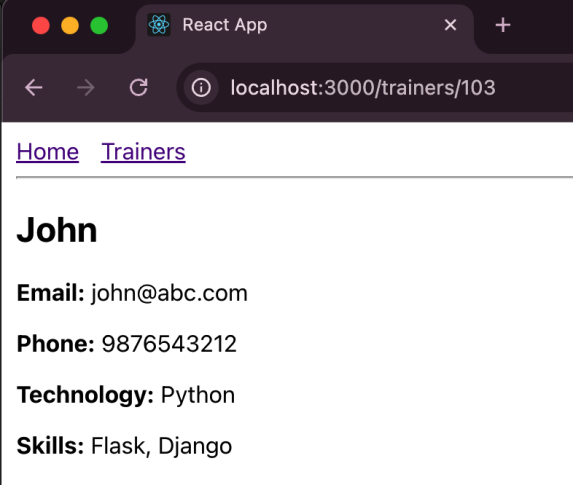 React App
localhost:3000/trainers/103
Home Trainers
John
Email: john@abc.com
Phone: 9876543212
Technology: Python
Skills: Flask, Django